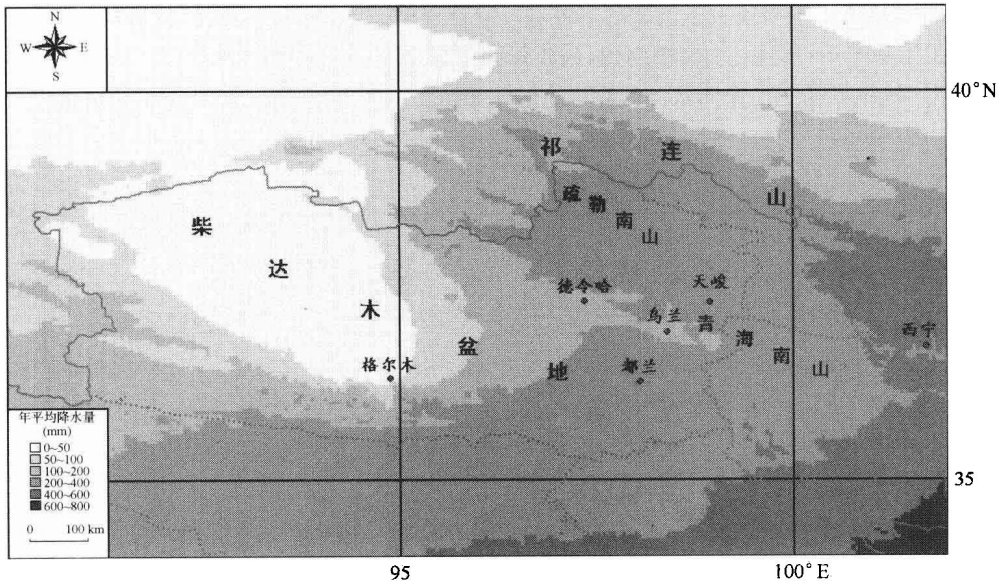 N
W E
S
40°N
祁 连 山
疏 勒 南 山
柴 达 木 盆 地
德令哈
天峻
乌兰
青 海 南 山
西宁
格尔木
都兰
年平均降水量
(mm)
0~50
50~100
100~200
200~400
400~600
600~800
0 100 km
35
95
100°E